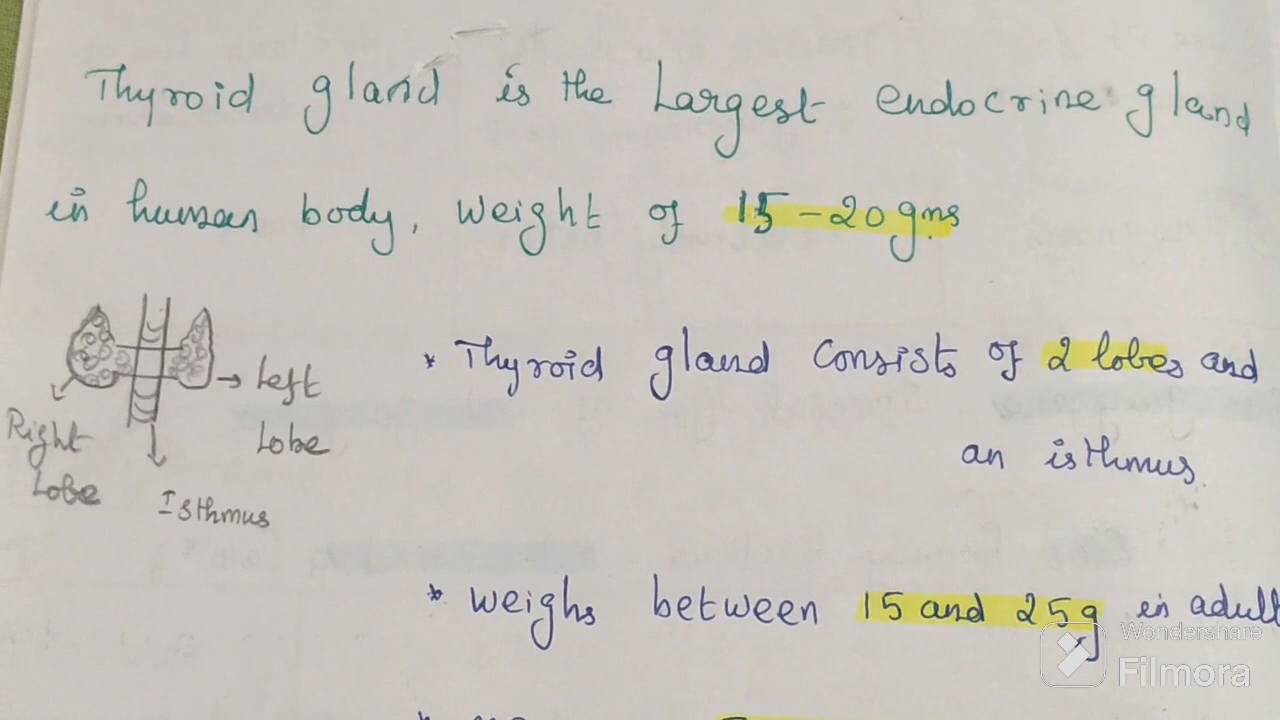 Thyroid gland is the Largest endocrine gland
in human body, weight of 15-20gms
* Thyroid gland consists of 2 lobes and
an isthmus.
Right
Lobe
Left
Lobe
Isthmus
* weighs between 15 and 25g in adult
Wondershare
Filmora